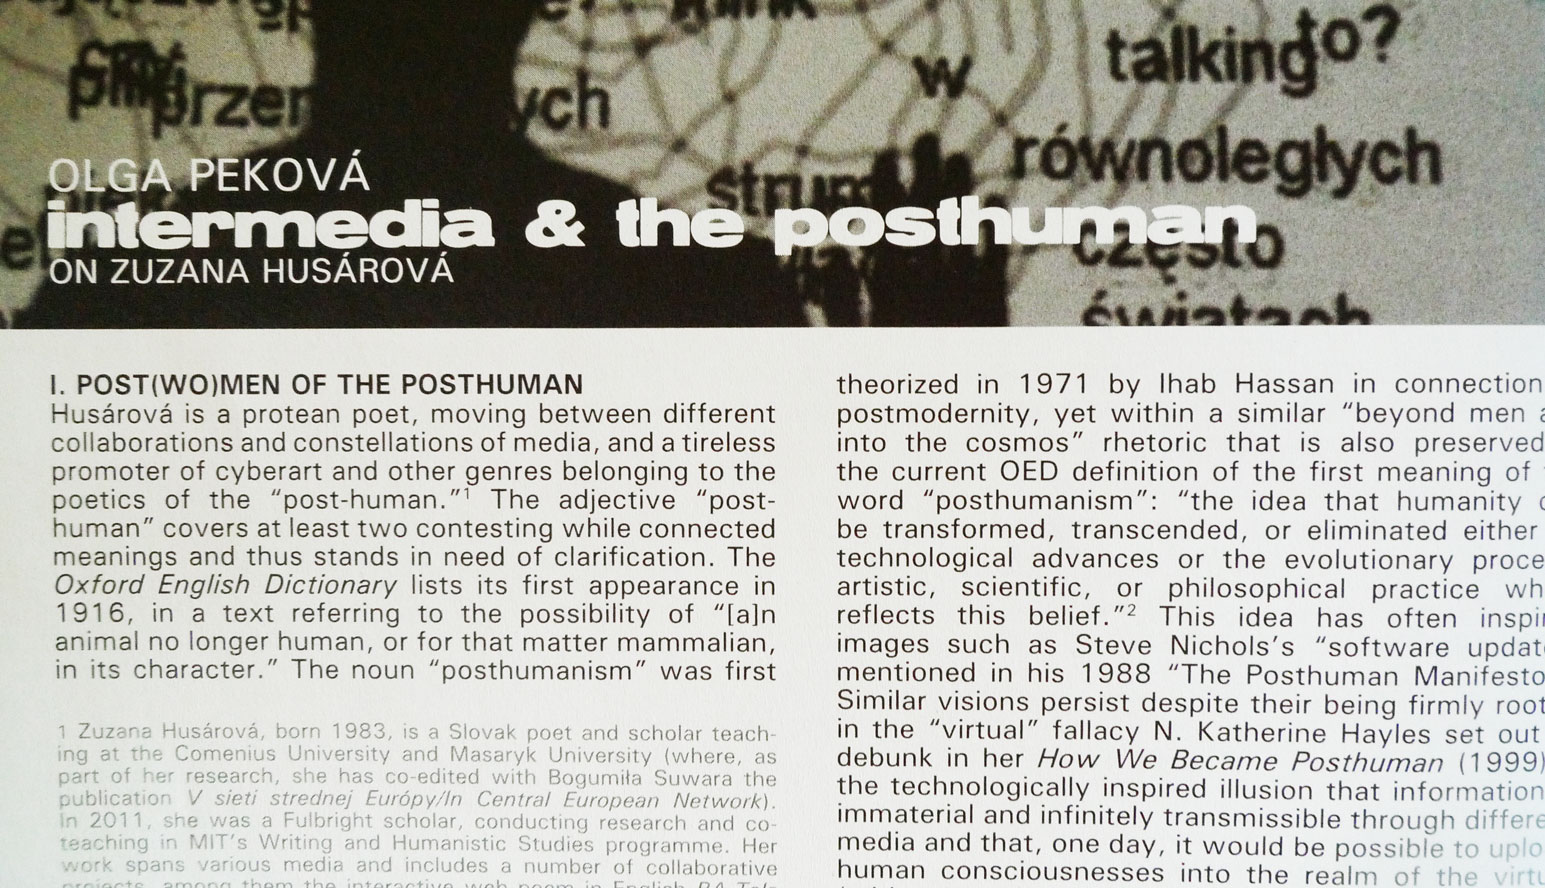 talking to?
w
równoległych
często
światach
OLGA PEKOVÁ
intermedia & the posthuman
ON ZUZANA HUSÁROVÁ
I. POST(WO)MEN OF THE POSTHUMAN
Husárová is a protean poet, moving between different
collaborations and constellations of media, and a tireless
promoter of cyberart and other genres belonging to the
poetics of the “post-human.”1 The adjective “post-
human” covers at least two contesting while connected
meanings and thus stands in need of clarification. The
Oxford English Dictionary lists its first appearance in
1916, in a text referring to the possibility of “[a]n
animal no longer human, or for that matter mammalian,
in its character.” The noun “posthumanism” was first
1 Zuzana Husárová, born 1983, is a Slovak poet and scholar teach-
ing at the Comenius University and Masaryk University (where, as
part of her research, she has co-edited with Bogumiła Suwara the
publication V sieti strednej Európy/In Central European Network).
In 2011, she was a Fulbright scholar, conducting research and co-
teaching in MIT’s Writing and Humanistic Studies programme. Her
work spans various media and includes a number of collaborative
projects, among them the interactive web poem in English
theorized in 1971 by Ihab Hassan in connection
postmodernity, yet within a similar “beyond men
into the cosmos” rhetoric that is also preserved
the current OED definition of the first meaning of
word “posthumanism”: “the idea that humanity
be transformed, transcended, or eliminated either
technological advances or the evolutionary
artistic, scientific, or philosophical practice
reflects this belief.”2 This idea has often
images such as Steve Nichols’s “software
mentioned in his 1988 “The Posthuman Manifesto
Similar visions persist despite their being firmly
in the “virtual” fallacy N. Katherine Hayles set out
debunk in her How We Became Posthuman (1999)
the technologically inspired illusion that information
immaterial and infinitely transmissible through
media and that, one day, it would be possible to
human consciousnesses into the realm of the